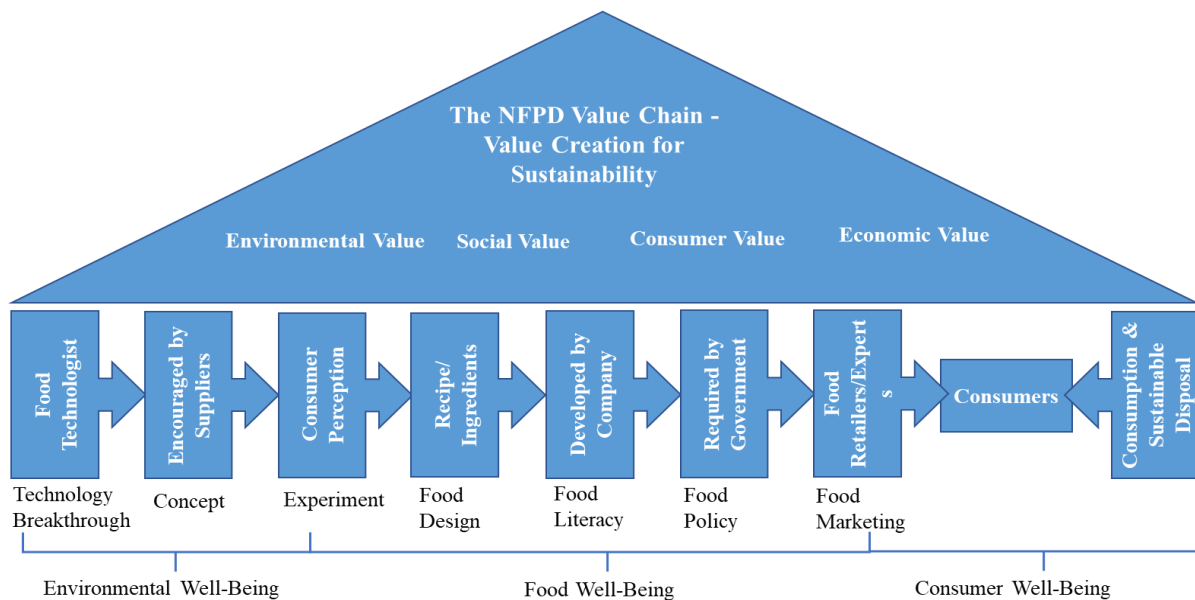 The NFPD Value Chain -
Value Creation for
Sustainability
Environmental Value
Social Value
Consumer Value
Economic Value
Food
Technologist
Encouraged by
Suppliers
Consumer
Perception
Recipe/
Ingredients
Developed by
Company
Required by
Government
Food
Retailers/Expert
s
Consumers
Consumption &
Sustainable
Disposal
Technology
Breakthrough
Concept
Experiment
Food
Design
Food
Literacy
Food
Policy
Food
Marketing
Environmental Well-Being
Food Well-Being
Consumer Well-Being